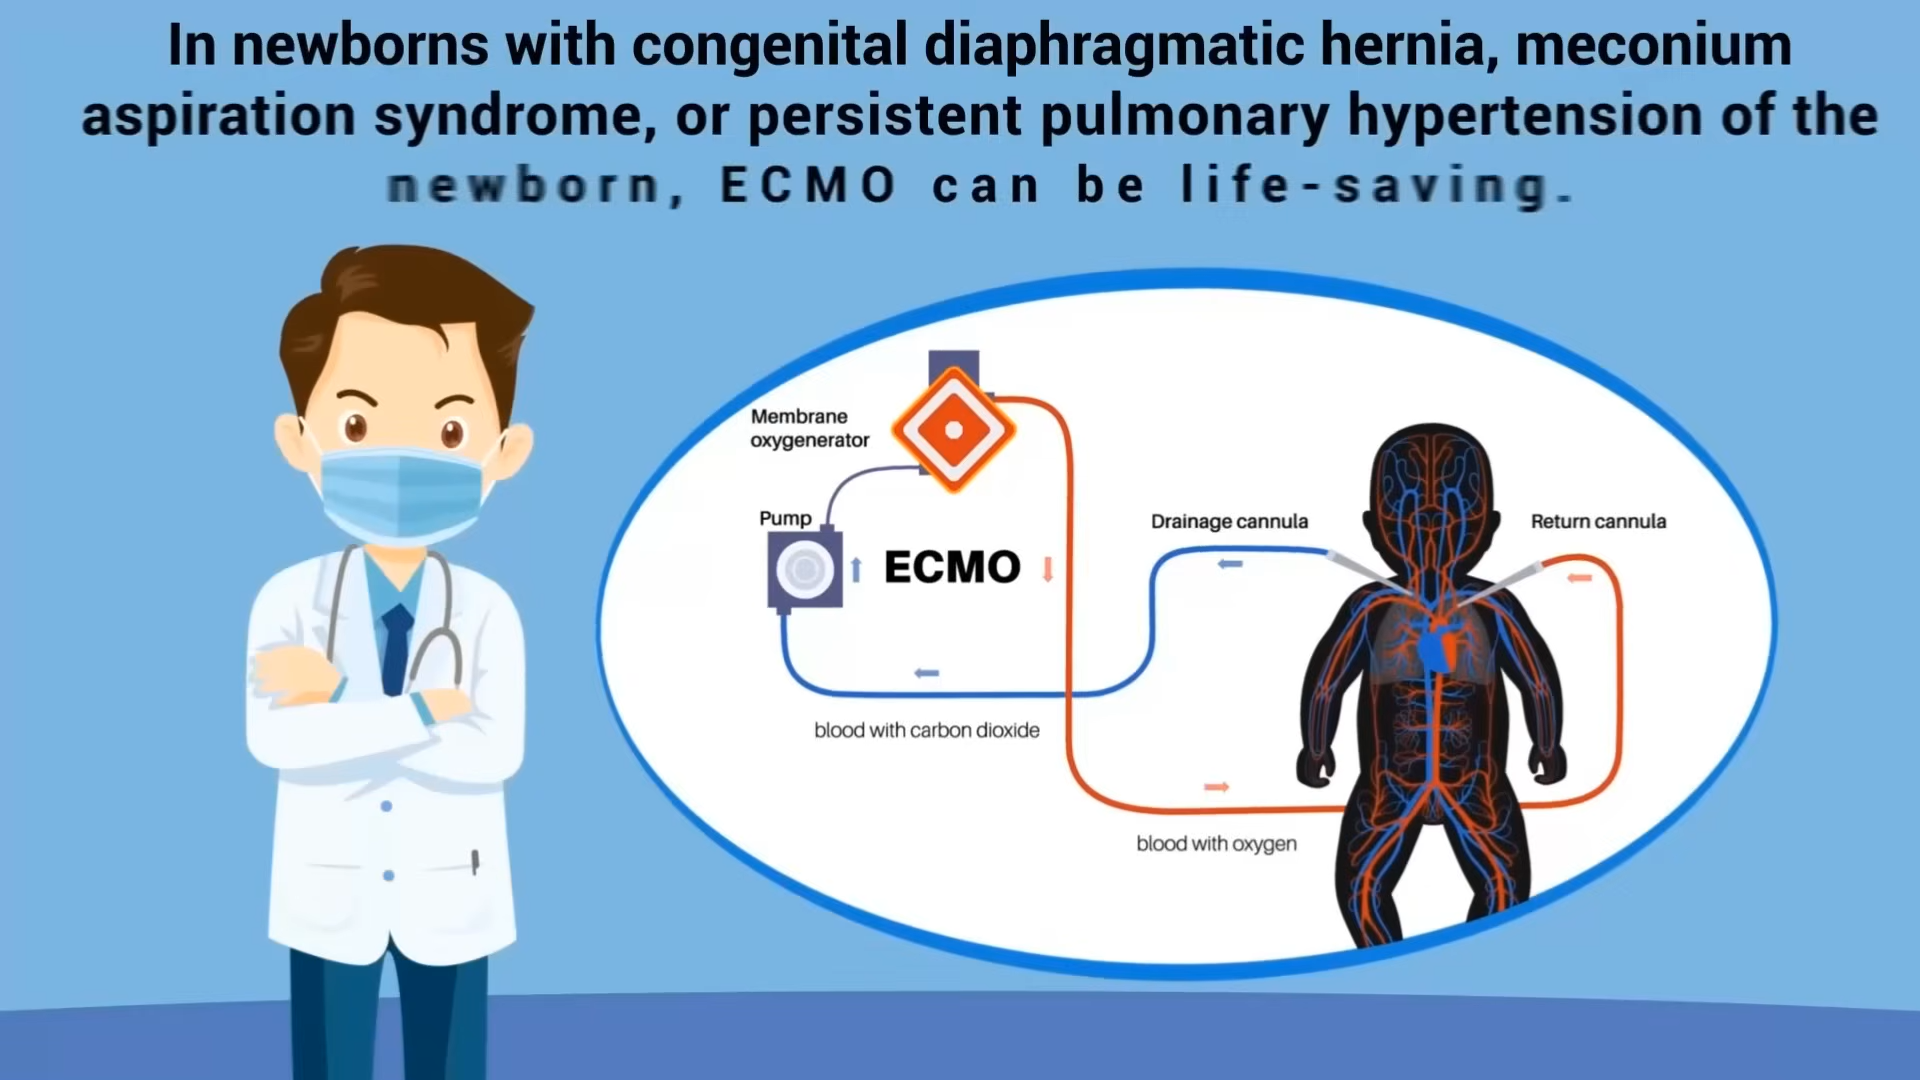 In newborns with congenital diaphragmatic hernia, meconium
aspiration syndrome, or persistent pulmonary hypertension of the
newborn, ECMO can be life-saving.
Membrane
oxygenerator
Pump
ECMO
Drainage cannula
Return cannula
blood with carbon dioxide
blood with oxygen